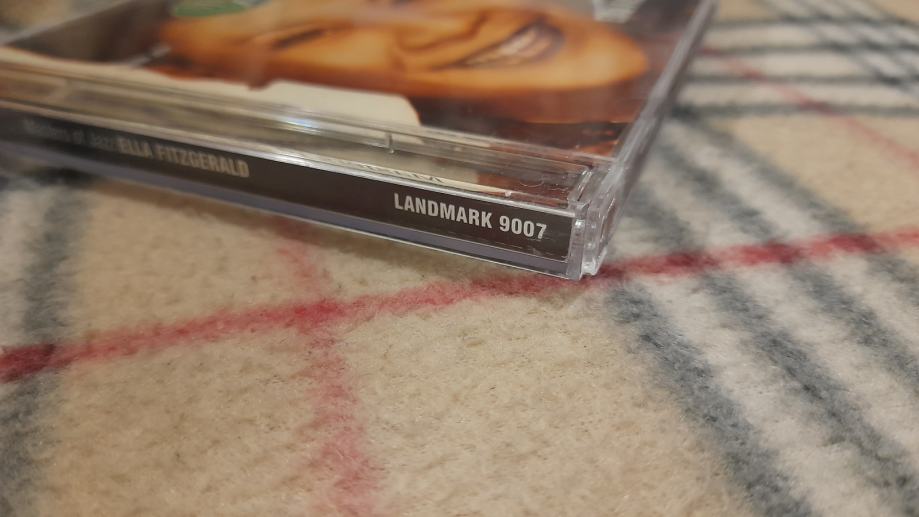 Masters of Jazz ELLA FITZGERALD
LANDMARK 9007